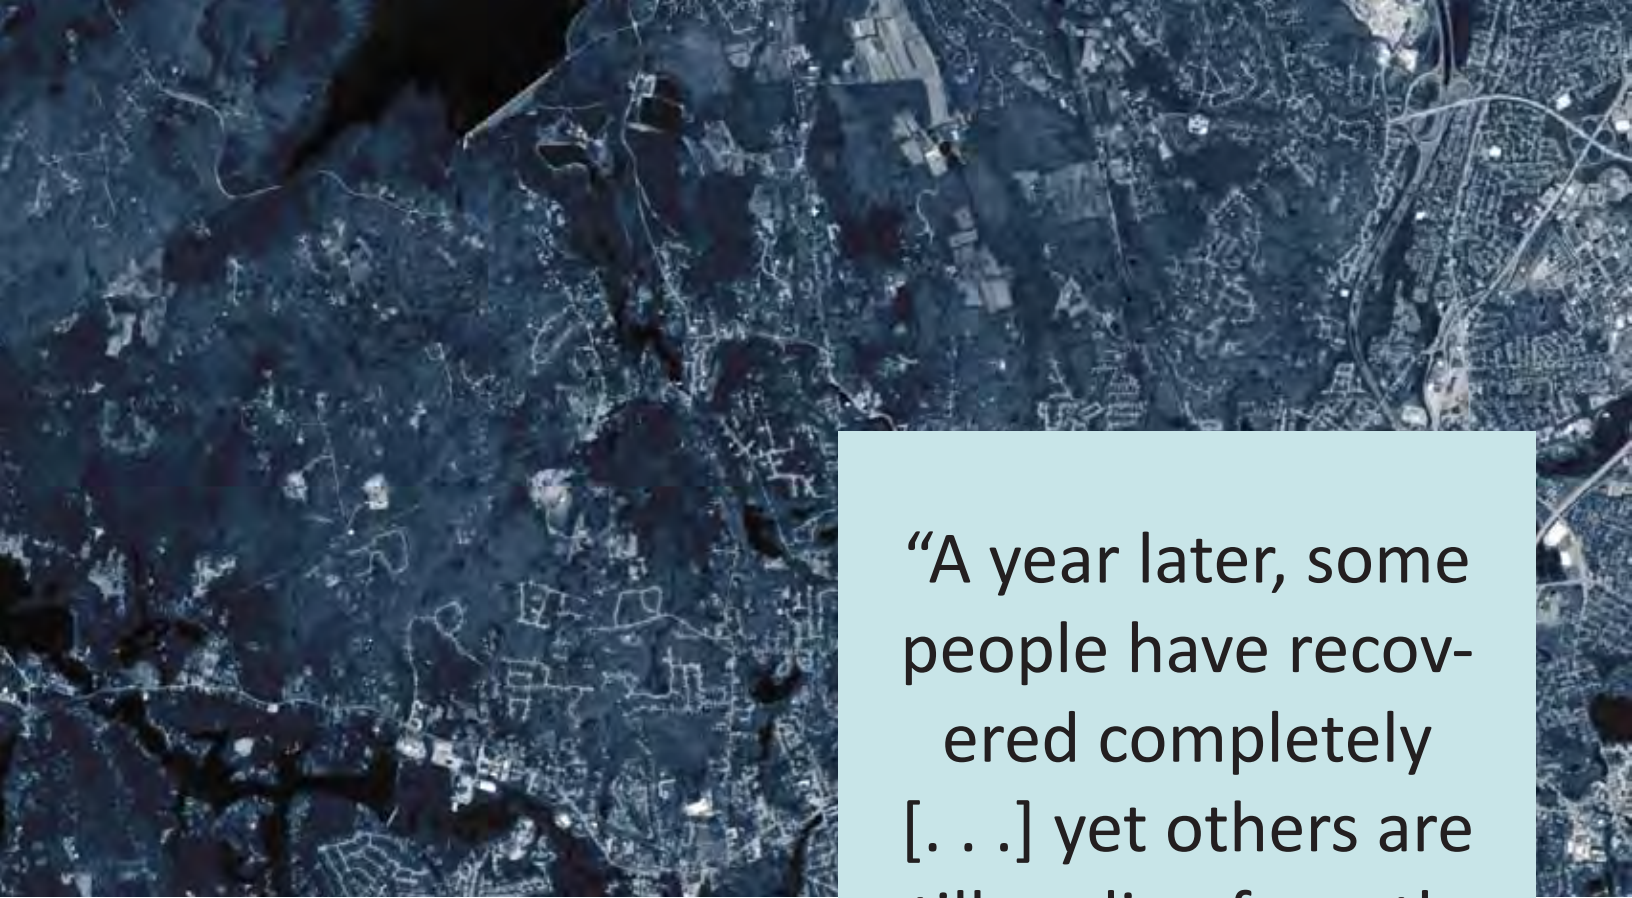 “A year later, some
people have recov-
ered completely
[. . .] yet others are